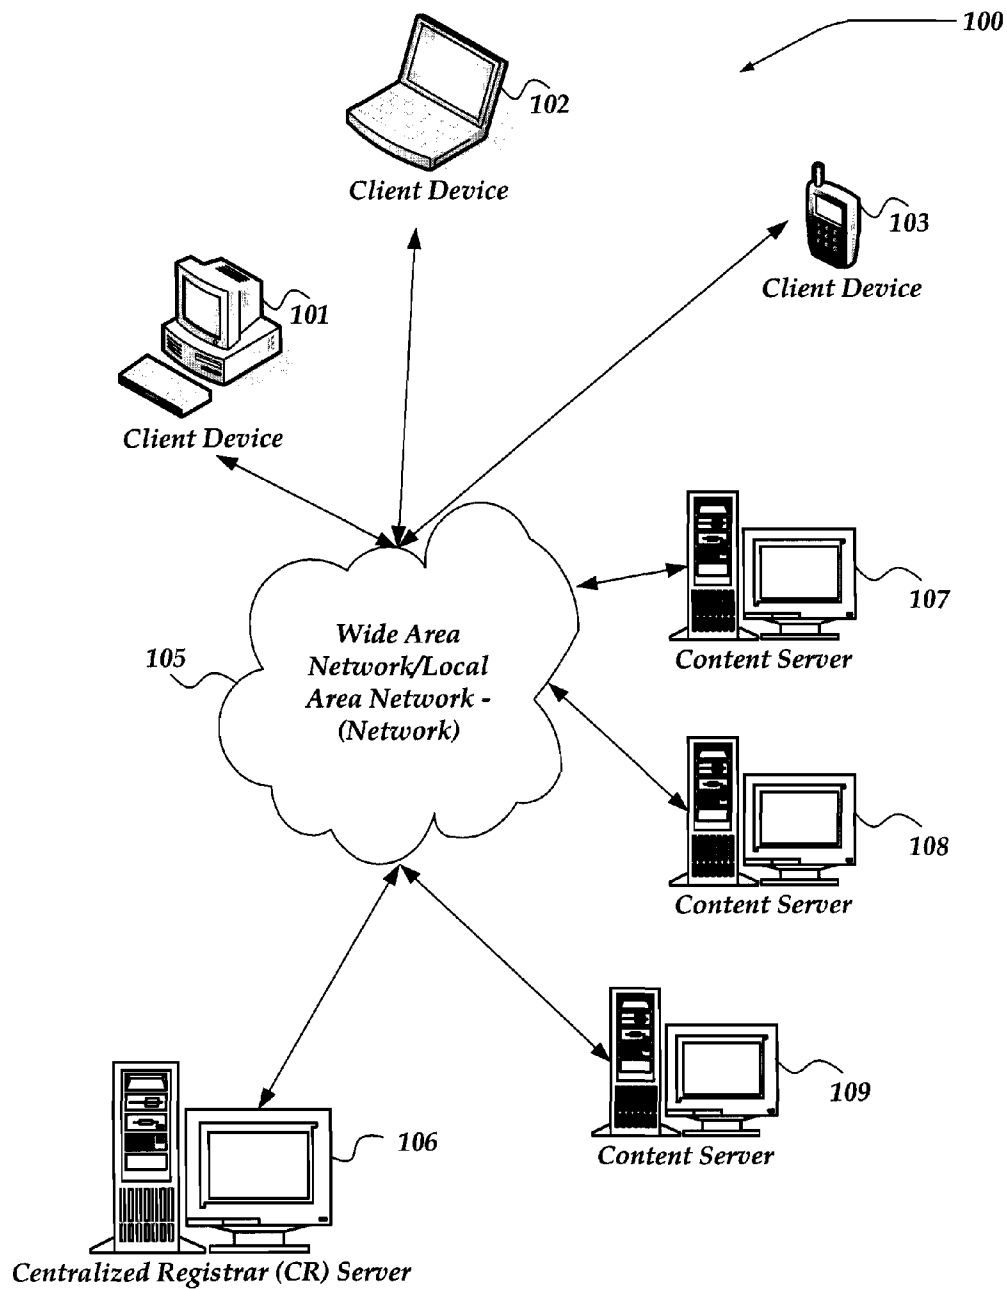 100
102
Client Device
103
Client Device
101
Client Device
107
Content Server
105
Wide Area
Network/Local
Area Network -
(Network)
108
Content Server
109
Content Server
106
Centralized Registrar (CR) Server